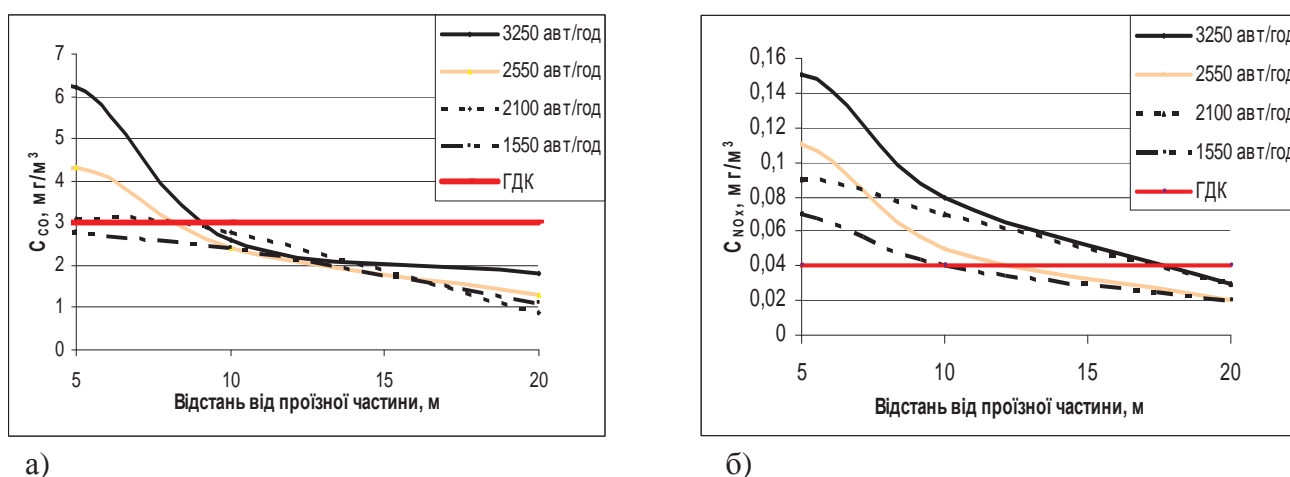 3250 авт/год
2550 авт/год
2100 авт/год
1550 авт/год
ГДК
7
6
5
4
3
2
1
0
C CO, мг/м³
5 10 15 20
Відстань від проїзної частини, м
а)
3250 авт/год
2550 авт/год
2100 авт/год
1550 авт/год
ГДК
0,16
0,14
0,12
0,1
0,08
0,06
0,04
0,02
0
C NOx, мг/м³
5 10 15 20
Відстань від проїзної частини, м
б)